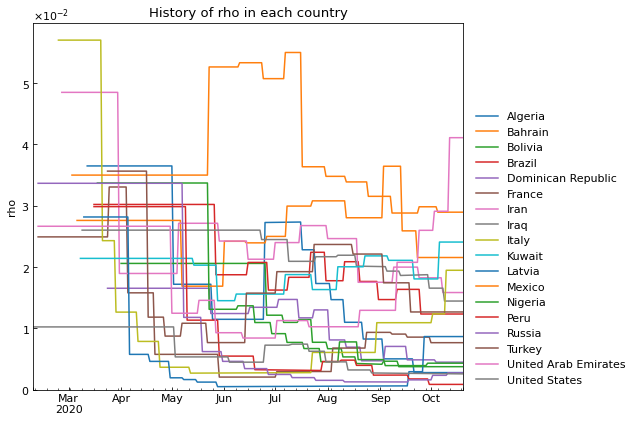 History of rho in each country
×10⁻²
5
4
3
2
1
0
rho
Mar Apr May Jun Jul Aug Sep Oct
2020
Algeria
Bahrain
Bolivia
Brazil
Dominican Republic
France
Iran
Iraq
Italy
Kuwait
Latvia
Mexico
Nigeria
Peru
Russia
Turkey
United Arab Emirates
United States